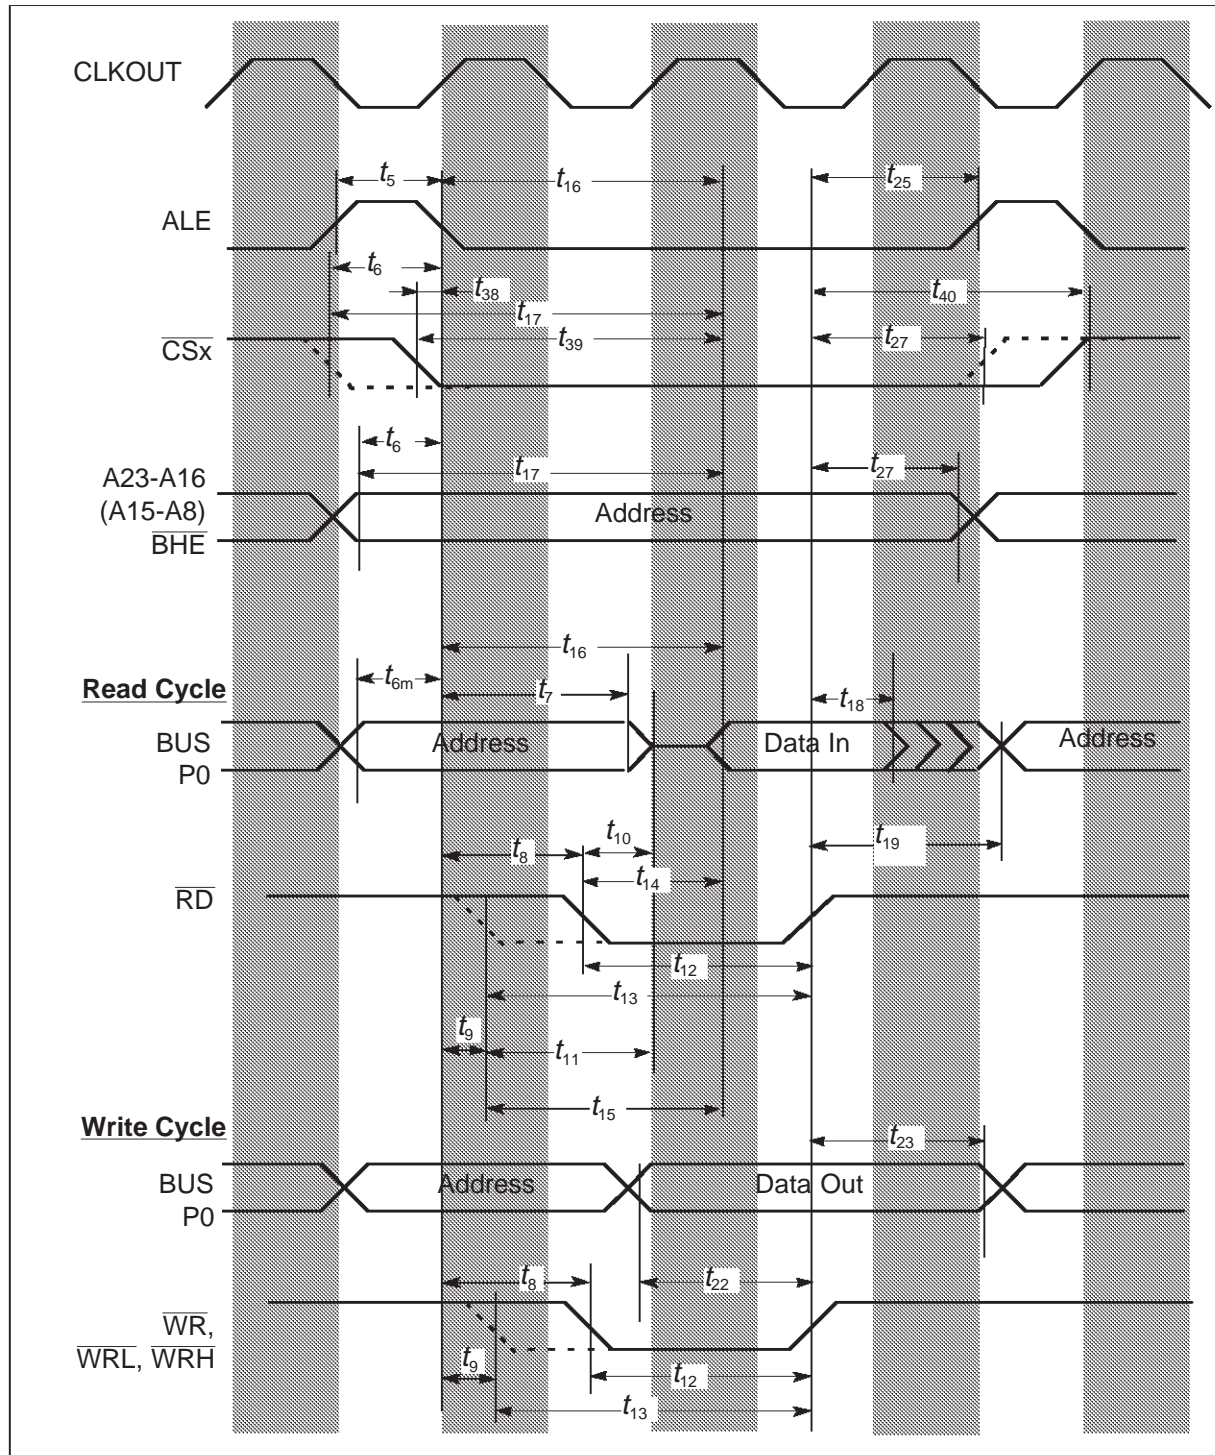 CLKOUT
t5
t16
t25
ALE
t6
t38
t40
t17
CSx
t39
t27
t6
A23-A16
t17
t27
(A15-A8)
Address
BHE
t16
Read Cycle
t6m
t7
t18
BUS
Address
Data In
Address
P0
t10
t19
t8
t14
RD
t12
t13
t9
t11
t15
Write Cycle
t23
BUS
Address
Data Out
P0
t8
t22
WR,
WRL, WRH
t9
t12
t13